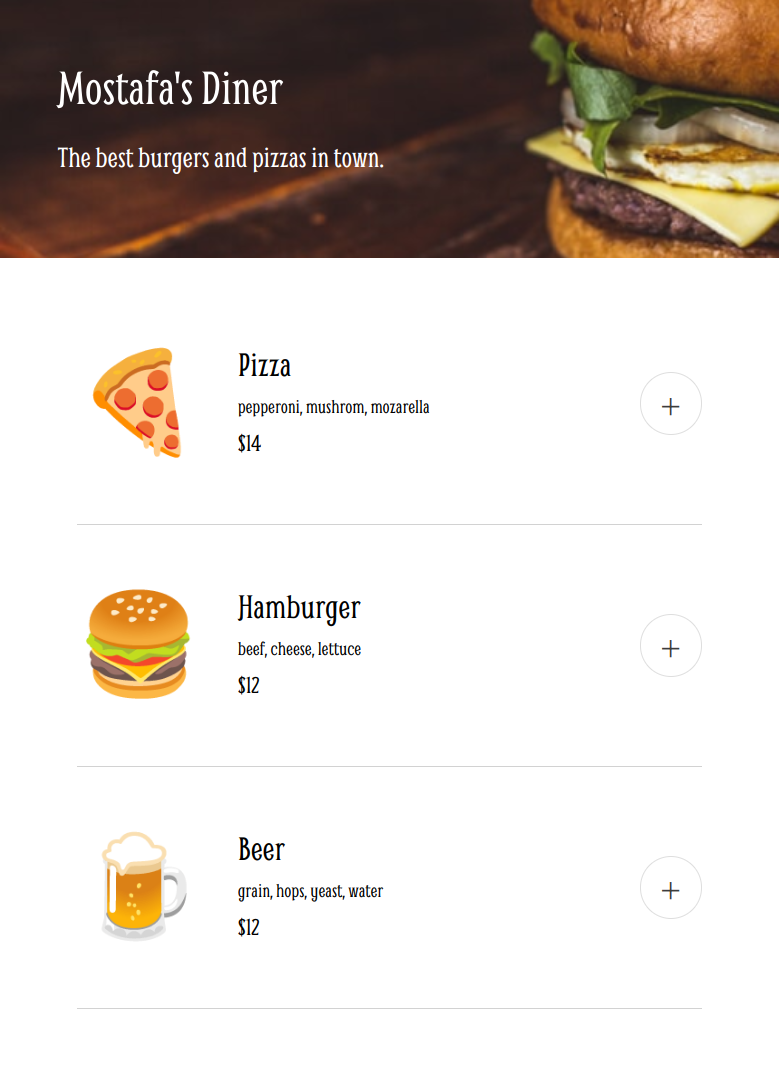 Mostafa's Diner
The best burgers and pizzas in town.
Pizza
pepperoni, mushrom, mozarella
$14
+
Hamburger
beef, cheese, lettuce
$12
+
Beer
grain, hops, yeast, water
$12
+